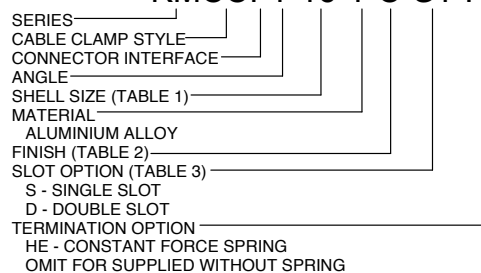 SERIES
CABLE CLAMP STYLE
CONNECTOR INTERFACE
ANGLE
SHELL SIZE (TABLE 1)
MATERIAL
ALUMINIUM ALLOY
FINISH (TABLE 2)
SLOT OPTION (TABLE 3)
S - SINGLE SLOT
D - DOUBLE SLOT
TERMINATION OPTION
HE - CONSTANT FORCE SPRING
OMIT FOR SUPPLIED WITHOUT SPRING